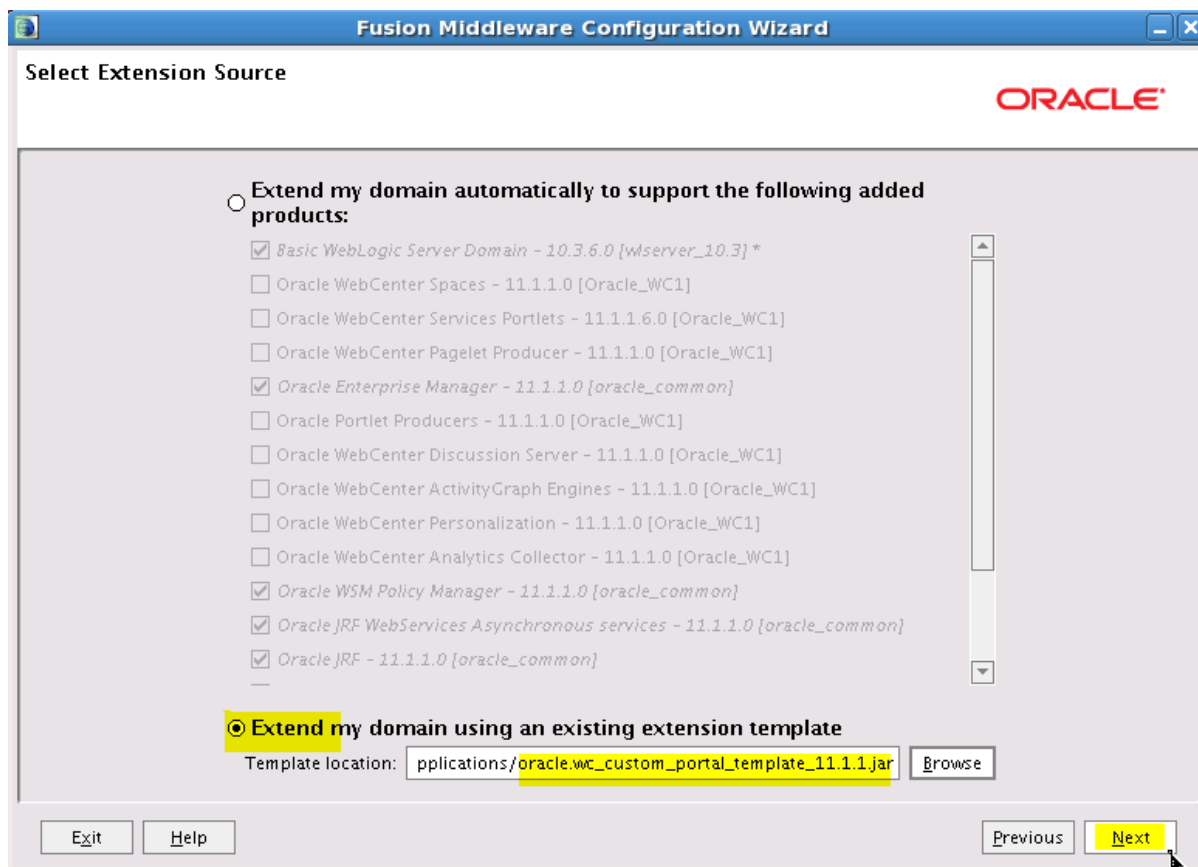 Fusion Middleware Configuration Wizard
Select Extension Source
ORACLE
Extend my domain automatically to support the following added
products:
Basic WebLogic Server Domain - 10.3.6.0 [wlserver_10.3] *
Oracle WebCenter Spaces - 11.1.1.0 [Oracle_WC1]
Oracle WebCenter Services Portlets - 11.1.1.6.0 [Oracle_WC1]
Oracle WebCenter Pagelet Producer - 11.1.1.0 [Oracle_WC1]
Oracle Enterprise Manager - 11.1.1.0 [oracle_common]
Oracle Portlet Producers - 11.1.1.0 [Oracle_WC1]
Oracle WebCenter Discussion Server - 11.1.1.0 [Oracle_WC1]
Oracle WebCenter ActivityGraph Engines - 11.1.1.0 [Oracle_WC1]
Oracle WebCenter Personalization - 11.1.1.0 [Oracle_WC1]
Oracle WebCenter Analytics Collector - 11.1.1.0 [Oracle_WC1]
Oracle WSM Policy Manager - 11.1.1.0 [oracle_common]
Oracle JRF WebServices Asynchronous services - 11.1.1.0 [oracle_common]
Oracle JRF - 11.1.1.0 [oracle_common]
Extend my domain using an existing extension template
Template location: pplications/oracle.wc_custom_portal_template_11.1.1.jar Browse
Exit Help Previous Next